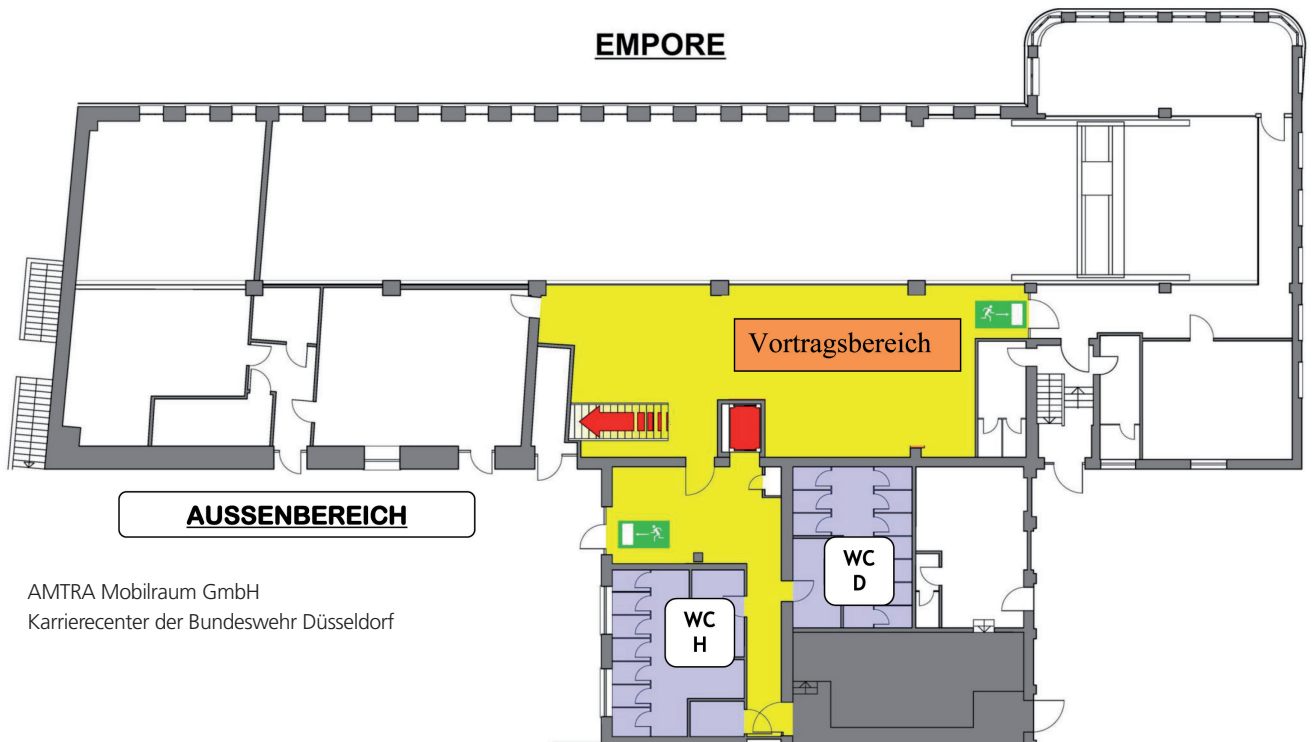 EMPORE
Vortragsbereich
AUSSENBEREICH
AMTRA Mobilraum GmbH
Karrierecenter der Bundeswehr Düsseldorf
WC
D
WC
H